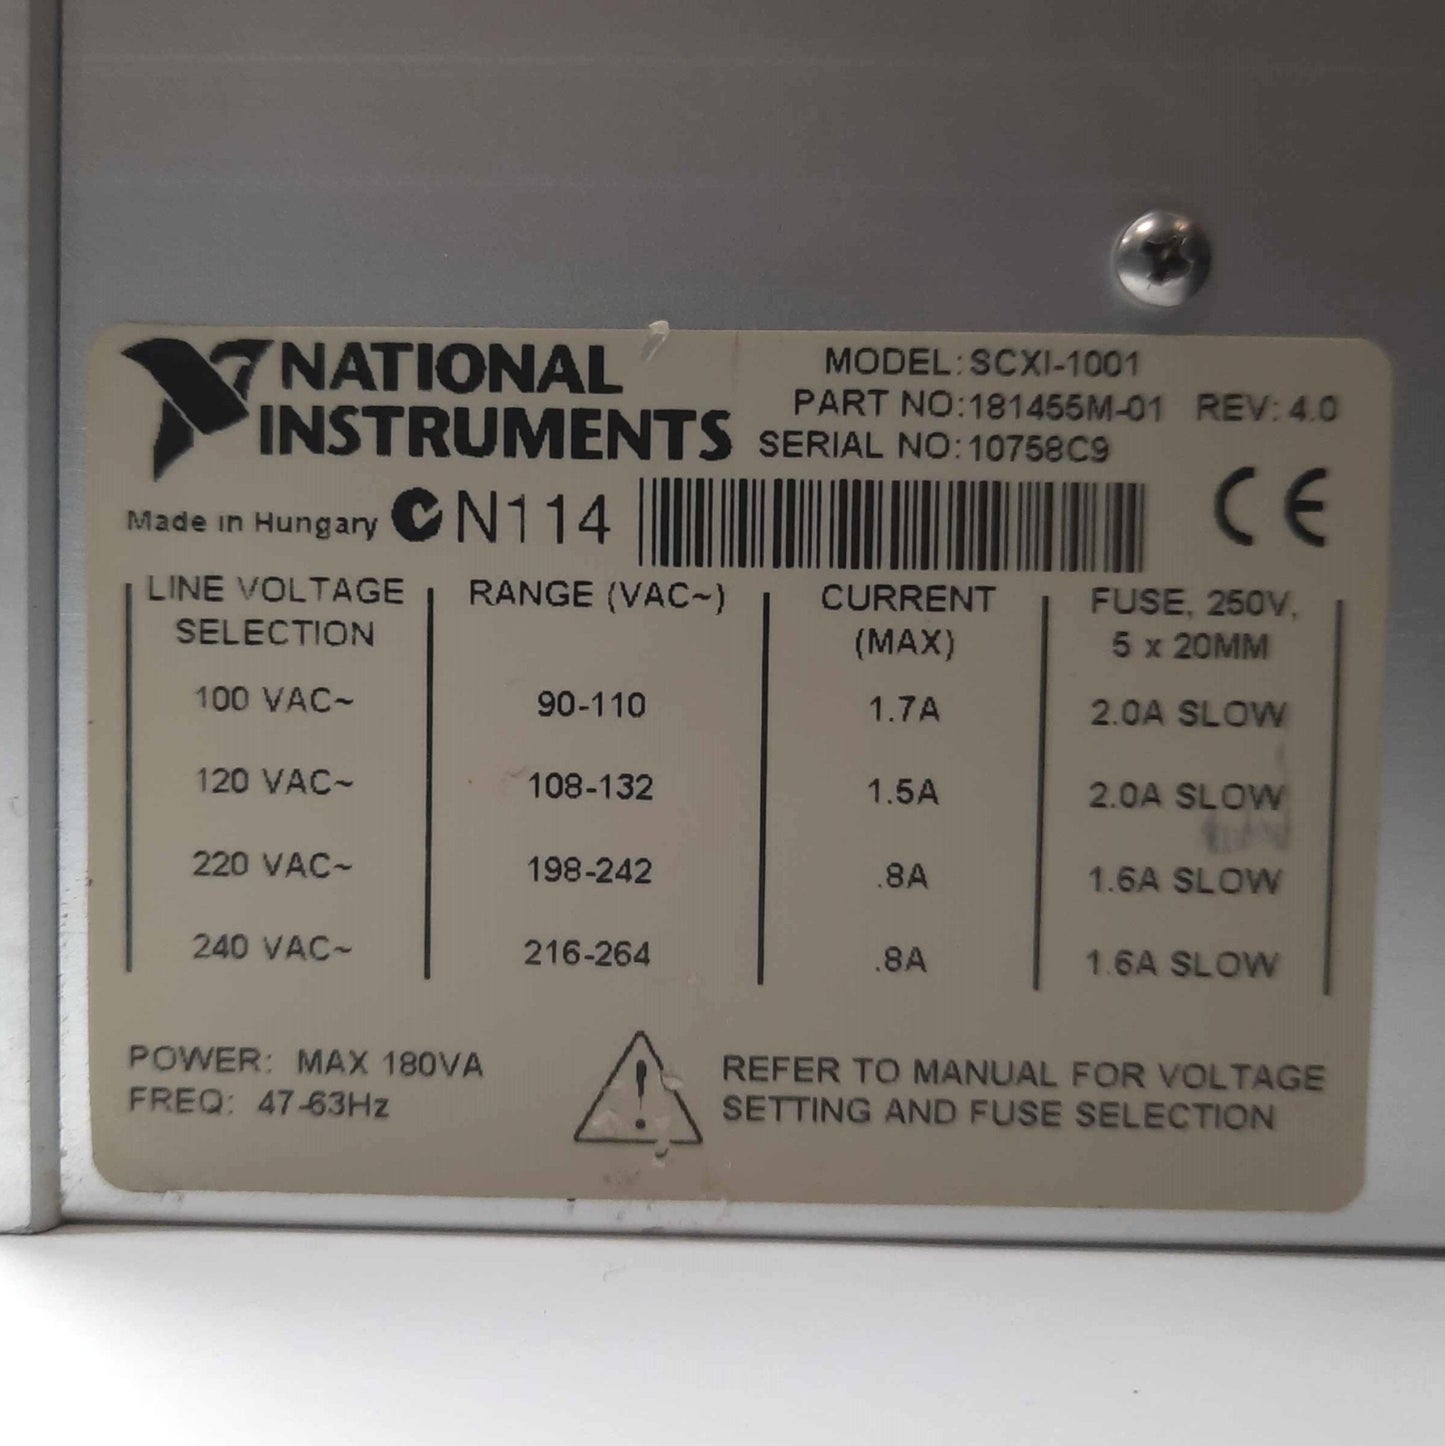 NATIONAL
INSTRUMENTS
MODEL: SCXI-1001
PART NO:181455M-01 REV: 4.0
SERIAL NO: 10758C9
Made in Hungary N114
CE
LINE VOLTAGE SELECTION RANGE (VAC~) CURRENT (MAX) FUSE, 250V, 5 x 20MM
100 VAC~ 90-110 1.7A 2.0A SLOW
120 VAC~ 108-132 1.5A 2.0A SLOW
220 VAC~ 198-242 .8A 1.6A SLOW
240 VAC~ 216-264 .8A 1.6A SLOW
POWER: MAX 180VA
FREQ: 47-63Hz
!
REFER TO MANUAL FOR VOLTAGE
SETTING AND FUSE SELECTION